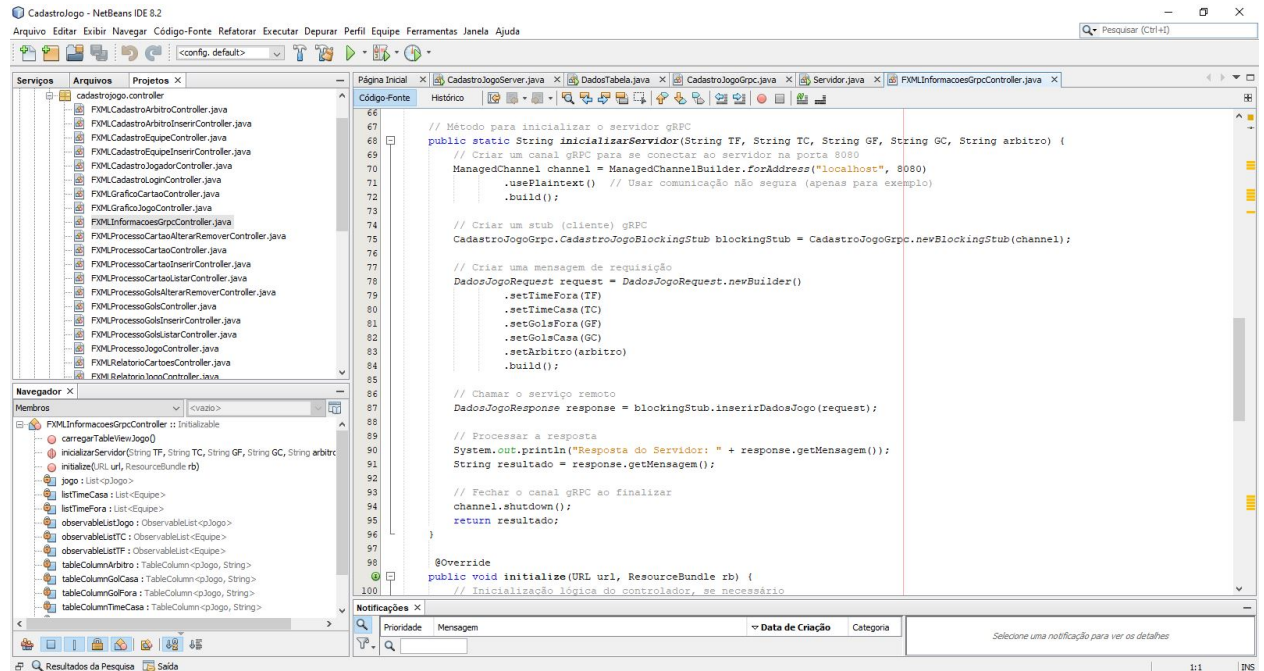 CadastroJogo - NetBeans IDE 8.2
Arquivo Editar Exibir Navegar Código-Fonte Refatorar Executar Depurar Perfil Equipe Ferramentas Janela Ajuda
Pesquisar (Ctrl+I)
<config. default>
Serviços Arquivos Projetos
cadastrojogo.controller
FXMLCadastroArbitroController.java
FXMLCadastroArbitroInserirController.java
FXMLCadastroEquipeController.java
FXMLCadastroEquipeInserirController.java
FXMLCadastroJogadorController.java
FXMLCadastroLoginController.java
FXMLGraficoCartaoController.java
FXMLGraficoJogoController.java
FXMLInformacoesGrpcController.java
FXMLProcessoCartaoAlterarRemoverController.java
FXMLProcessoCartaoController.java
FXMLProcessoCartaoInserirController.java
FXMLProcessoCartaoListarController.java
FXMLProcessoGolsAlterarRemoverController.java
FXMLProcessoGolsController.java
FXMLProcessoGolsInserirController.java
FXMLProcessoGolsListarController.java
FXMLProcessoJogoController.java
FXMLRelatorioCartoesController.java
FXMLRelatorioJogoController.java
Navegador
Membros <vazio>
FXMLInformacoesGrpcController :: Initializable
carregarTableViewJogo()
inicializarServidor(String TF, String TC, String GF, String GC, String arbitro
initialize(URL url, ResourceBundle rb)
jogo : List<pJogo>
listTimeCasa : List<Equipe>
listTimeFora : List<Equipe>
observableListJogo : ObservableList<pJogo>
observableListTC : ObservableList<Equipe>
observableListTF : ObservableList<Equipe>
tableColumnArbitro : TableColumn<pJogo, String>
tableColumnGolCasa : TableColumn<pJogo, String>
tableColumnGolFora : TableColumn<pJogo, String>
tableColumnTimeCasa : TableColumn<pJogo, String>
Página Inicial CadastroJogoServer.java DadosTabela.java CadastroJogoGrpc.java Servidor.java FXMLInformacoesGrpcController.java
Código-Fonte Histórico
66
67 // Método para inicializar o servidor gRPC
68 public static String inicializarServidor(String TF, String TC, String GF, String GC, String arbitro) {
69 // Criar um canal gRPC para se conectar ao servidor na porta 8080
70 ManagedChannel channel = ManagedChannelBuilder.forAddress("localhost", 8080)
71 .usePlaintext() // Usar comunicação não segura (apenas para exemplo)
72 .build();
73
74 // Criar um stub (cliente) gRPC
75 CadastroJogoGrpc.CadastroJogoBlockingStub blockingStub = CadastroJogoGrpc.newBlockingStub(channel);
76
77 // Criar uma mensagem de requisição
78 DadosJogoRequest request = DadosJogoRequest.newBuilder()
79 .setTimeFora(TF)
80 .setTimeCasa(TC)
81 .setGolsFora(GF)
82 .setGolsCasa(GC)
83 .setArbitro(arbitro)
84 .build();
85
86 // Chamar o serviço remoto
87 DadosJogoResponse response = blockingStub.inserirDadosJogo(request);
88
89 // Processar a resposta
90 System.out.println("Resposta do Servidor: " + response.getMensagem());
91 String resultado = response.getMensagem();
92
93 // Fechar o canal gRPC ao finalizar
94 channel.shutdown();
95 return resultado;
96 }
97
98 @Override
public void initialize(URL url, ResourceBundle rb) {
100 // Inicialização lógica do controlador, se necessário
Notificações
Prioridade Mensagem Data de Criação Categoria
Selecione uma notificação para ver os detalhes
Resultados da Pesquisa Saída
1:1 INS